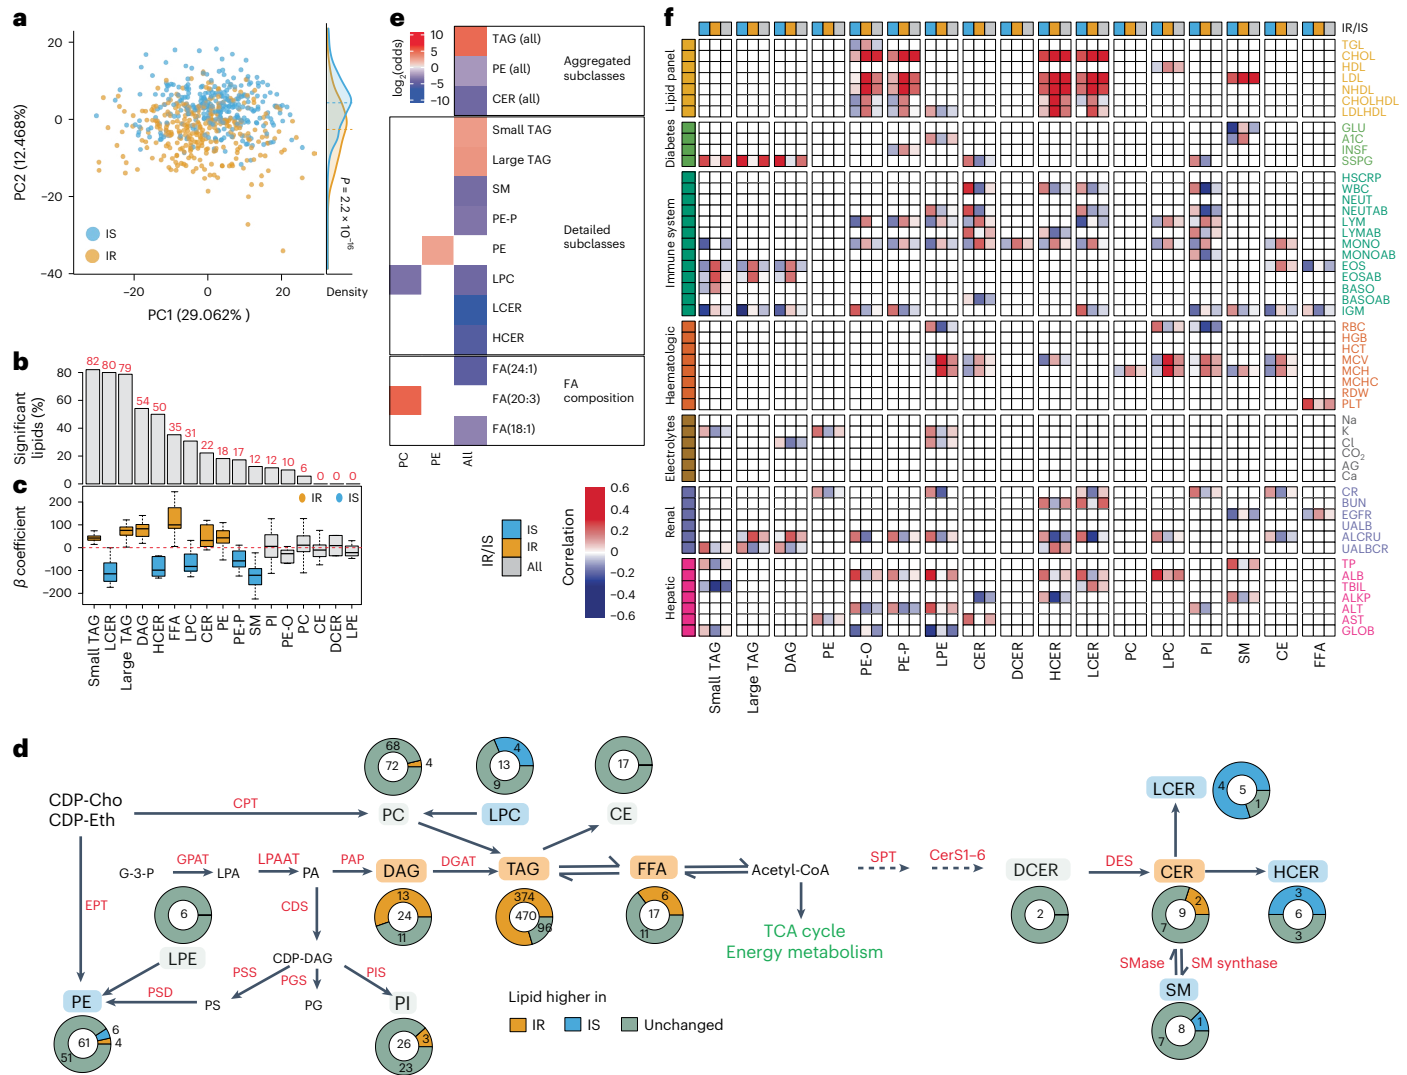 a
20
0
−20
−40
PC2 (12.468%)
IS
IR
−20
0
20
PC1 (29.062% )
Density
P = 2.2 × 10−16
b
Significant
lipids (%)
80
60
40
20
0
82
80
79
54
50
35
31
22
18
17
12
12
10
6
0
0
0
c
IR
IS
β coefficient
200
100
0
−100
−200
Small TAG
LCER
Large TAG
DAG
HCER
FFA
LPC
CER
PE
PE-P
SM
PI
PE-O
PC
CE
DCER
LPE
e
log2(odds)
10
5
0
−5
−10
TAG (all)
PE (all)
CER (all)
Aggregated
subclasses
Small TAG
Large TAG
SM
PE-P
PE
LPC
LCER
HCER
Detailed
subclasses
FA(24:1)
FA(20:3)
FA(18:1)
FA
composition
PC
PE
All
IR/IS
IS
IR
All
Correlation
0.6
0.4
0.2
0
−0.2
−0.4
−0.6
f
IR/IS
Lipid panel
TGL
CHOL
HDL
LDL
NHDL
CHOLHDL
LDLHDL
Diabetes
GLU
A1C
INSF
SSPG
Immune system
HSCRP
WBC
NEUT
NEUTAB
LYM
LYMAB
MONO
MONOAB
EOS
EOSAB
BASO
BASOAB
IGM
Haematologic
RBC
HGB
HCT
MCV
MCH
MCHC
RDW
PLT
Electrolytes
Na
K
Cl
CO2
AG
Ca
Renal
CR
BUN
EGFR
UALB
ALCRU
UALBCR
Hepatic
TP
ALB
TBIL
ALKP
ALT
AST
GLOB
Small TAG
Large TAG
DAG
PE
PE-O
PE-P
LPE
CER
DCER
HCER
LCER
PC
LPC
PI
SM
CE
FFA
d
CDP-Cho
CDP-Eth
CPT
68
72
4
PC
4
13
9
LPC
17
CE
G-3-P
GPAT
LPA
LPAAT
PA
PAP
DAG
DGAT
TAG
FFA
Acetyl-CoA
SPT
CerS1–6
DCER
DES
CER
HCER
LCER
4
5
1
EPT
6
LPE
CDS
13
24
11
374
470
96
6
17
11
TCA cycle
Energy metabolism
2
2
9
7
3
6
3
CDP-DAG
PSS
PGS
PIS
PE
PSD
PS
PG
PI
6
61
4
51
3
26
23
SMase
SM synthase
SM
1
8
7
Lipid higher in
IR
IS
Unchanged